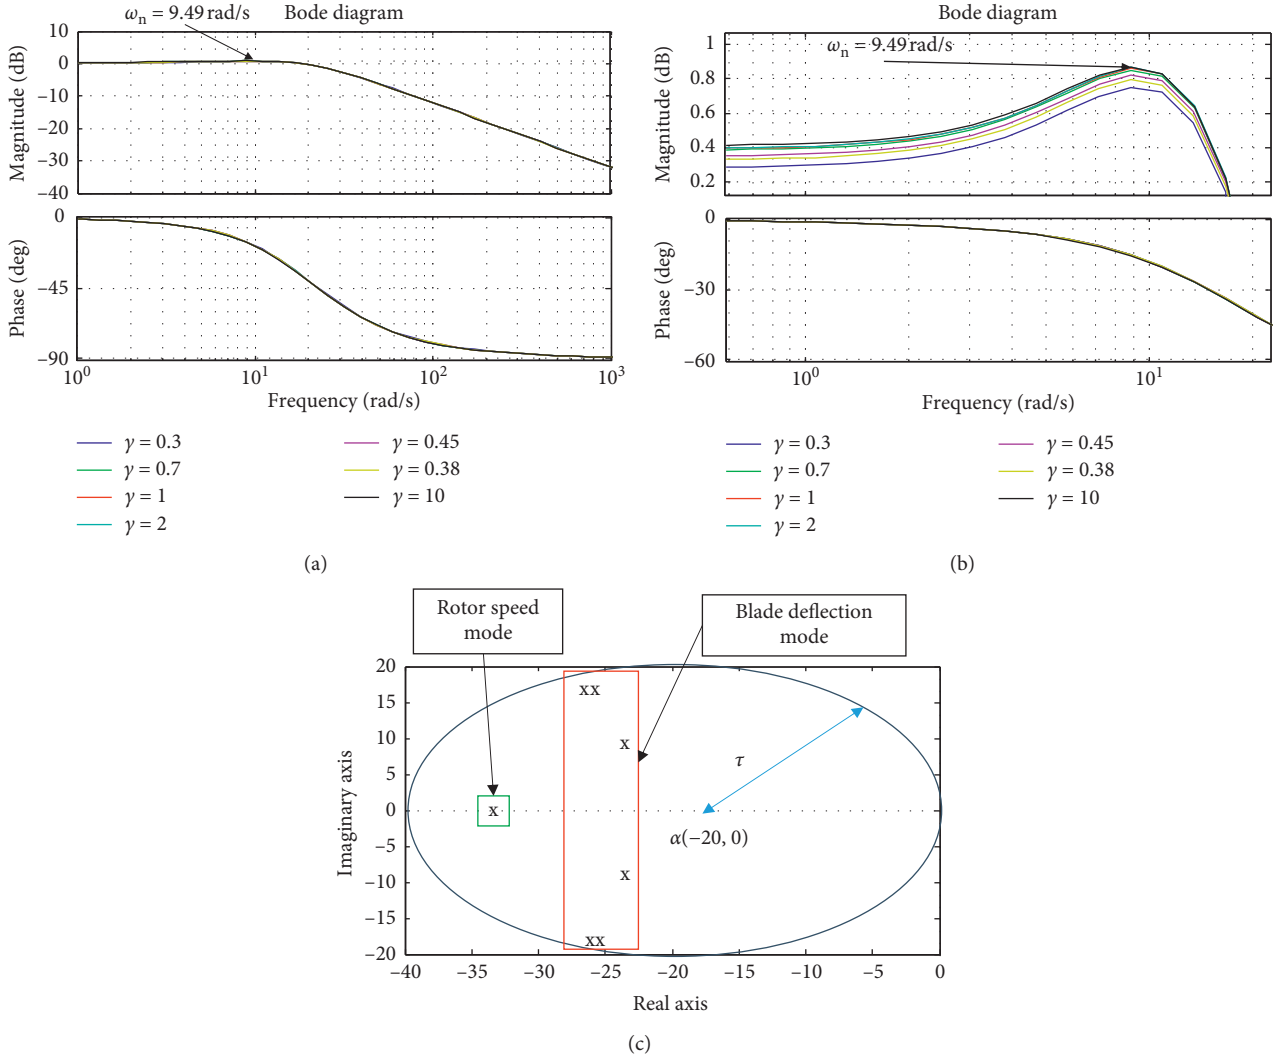 ωn = 9.49 rad/s
Bode diagram
Magnitude (dB)
10
0
−10
−20
−30
−40
Phase (deg)
0
−45
−90
10^0
10^1
10^2
10^3
Frequency (rad/s)
γ = 0.3
γ = 0.7
γ = 1
γ = 2
γ = 0.45
γ = 0.38
γ = 10
(a)
Bode diagram
ωn = 9.49 rad/s
Magnitude (dB)
1
0.8
0.6
0.4
0.2
Phase (deg)
0
−30
−60
10^0
10^1
Frequency (rad/s)
γ = 0.3
γ = 0.7
γ = 1
γ = 2
γ = 0.45
γ = 0.38
γ = 10
(b)
Rotor speed
mode
Blade deflection
mode
Imaginary axis
20
15
10
5
0
−5
−10
−15
−20
xx
x
x
x
xx
τ
α(−20, 0)
−40
−35
−30
−25
−20
−15
−10
−5
0
Real axis
(c)